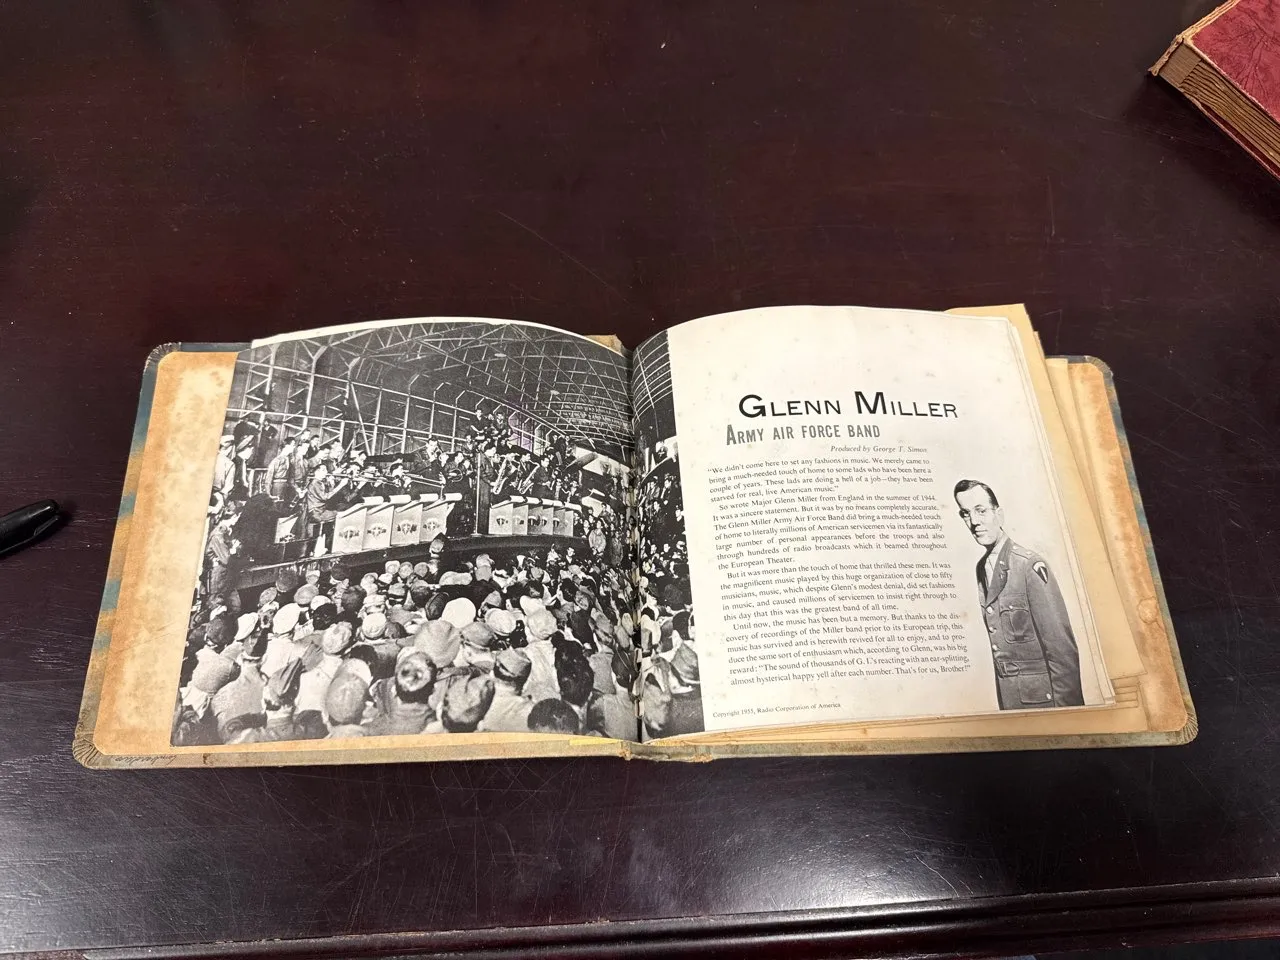 GLENN MILLER
ARMY AIR FORCE BAND
Produced by George T. Simon
"We didn't come here to set any fashions in music. We merely came to
bring a much-needed touch of home to some lads who have been here a
couple of years. These lads are doing a hell of a job—they have been
starved for real, live American music."
So wrote Major Glenn Miller from England in the summer of 1944.
It was a sincere statement. But it was by no means completely accurate.
The Glenn Miller Army Air Force Band did bring a much-needed touch
of home to literally millions of American servicemen via its fantastically
large number of personal appearances before the troops and also
through hundreds of radio broadcasts which it beamed throughout
the European Theater.
But it was more than the touch of home that thrilled these men. It was
the magnificent music played by this huge organization of close to fifty
musicians, music, which despite Glenn's modest denial, did set fashions
in music, and caused millions of servicemen to insist right through to
this day that this was the greatest band of all time.
Until now, the music has been but a memory. But thanks to the dis-
covery of recordings of the Miller band prior to its European trip, this
music has survived and is herewith revived for all to enjoy, and to pro-
duce the same sort of enthusiasm which, according to Glenn, was his big
reward: "The sound of thousands of G. I.'s reacting with an ear-splitting,
almost hysterical happy yell after each number. That's for us, Brother!"
Copyright 1955, Radio Corporation of America